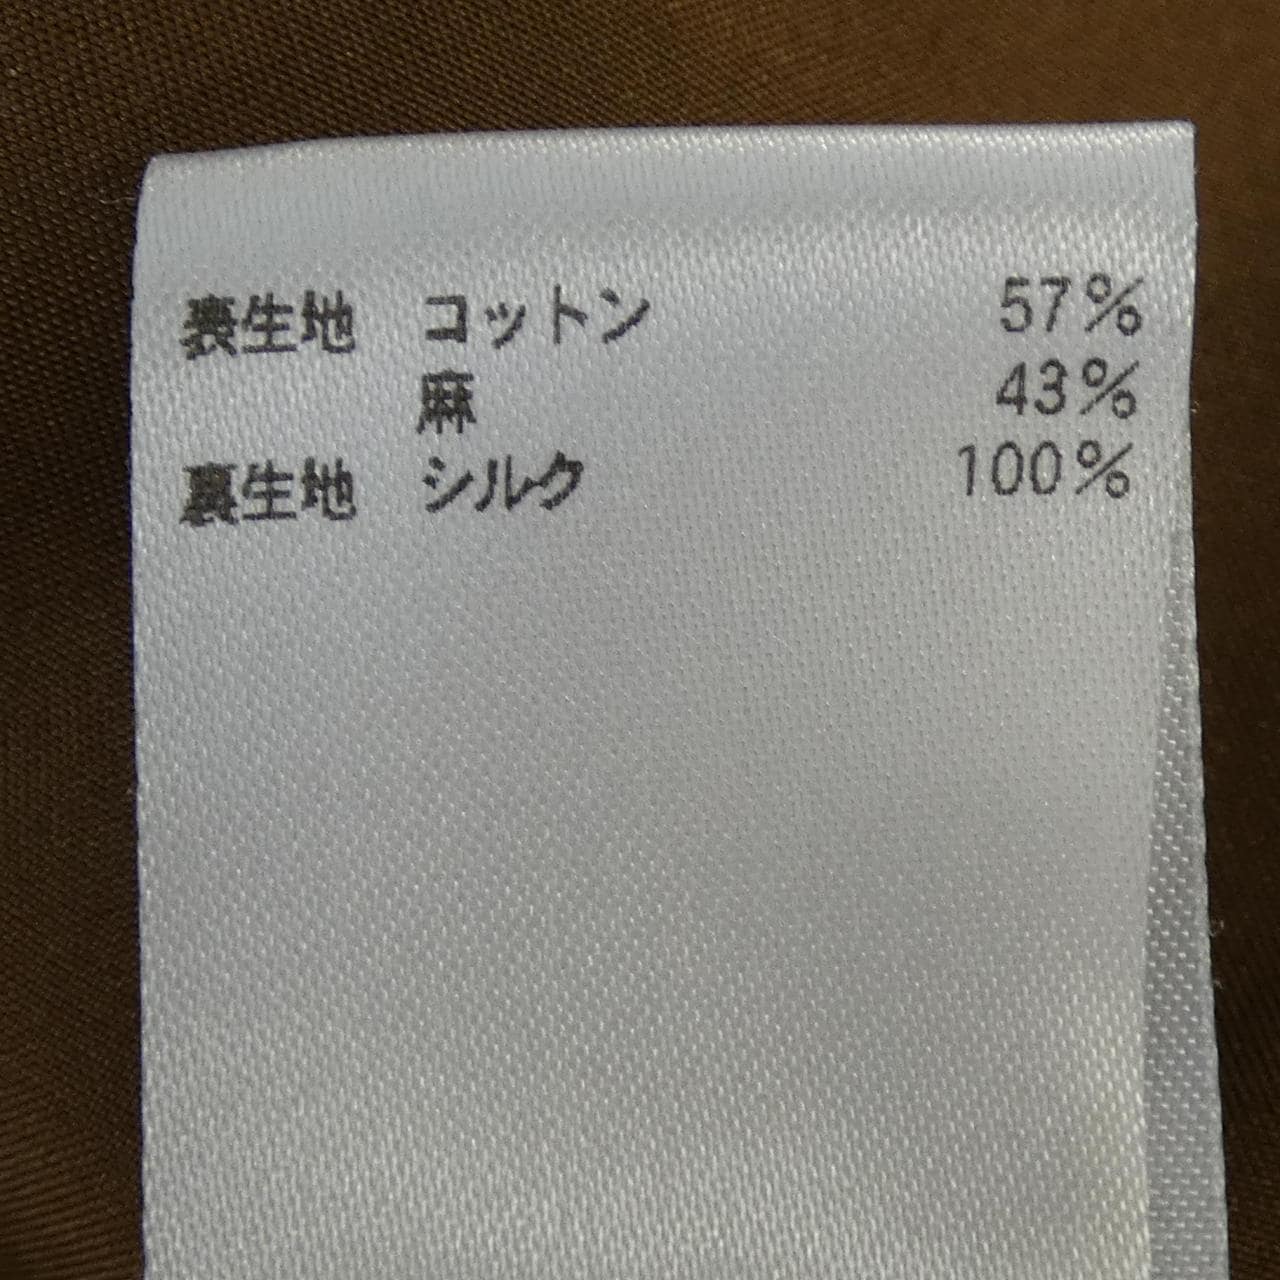 表生地 コットン 57%
麻 43%
裏生地 シルク 100%